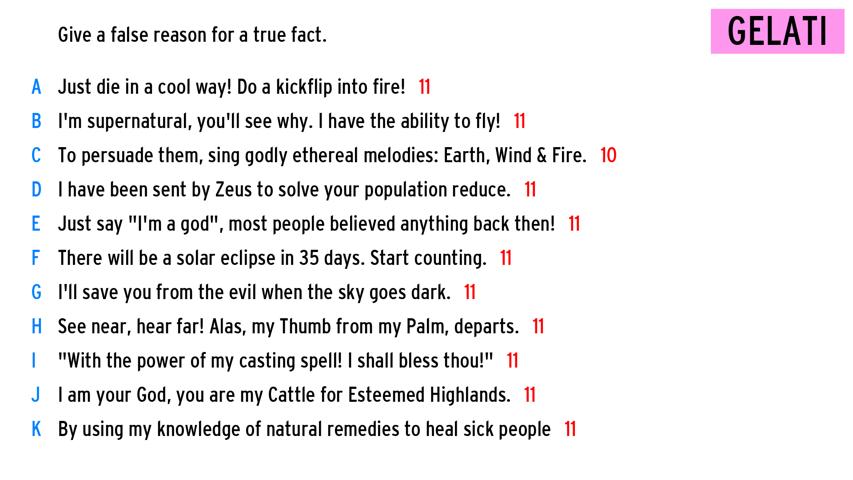 GELATI
Give a false reason for a true fact.
A Just die in a cool way! Do a kickflip into fire! 11
B I'm supernatural, you'll see why. I have the ability to fly! 11
C To persuade them, sing godly ethereal melodies: Earth, Wind & Fire. 10
D I have been sent by Zeus to solve your population reduce. 11
E Just say "I'm a god", most people believed anything back then! 11
F There will be a solar eclipse in 35 days. Start counting. 11
G I'll save you from the evil when the sky goes dark. 11
H See near, hear far! Alas, my Thumb from my Palm, departs. 11
I "With the power of my casting spell! I shall bless thou!" 11
J I am your God, you are my Cattle for Esteemed Highlands. 11
K By using my knowledge of natural remedies to heal sick people 11